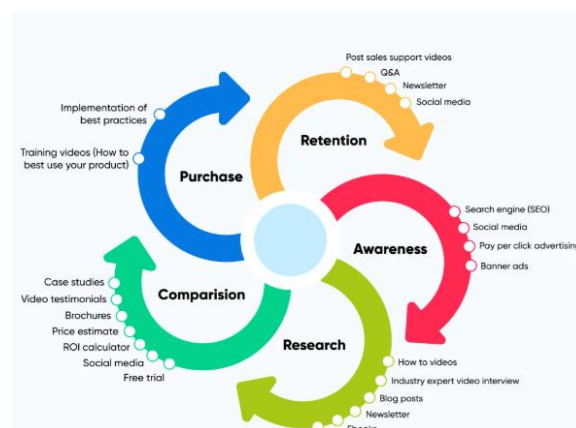 Post sales support videos
Q&A
Newsletter
Social media
Retention
Implementation of
best practices
Training videos (How to
best use your product)
Purchase
Search engine (SEO)
Social media
Pay per click advertising
Banner ads
Awareness
Case studies
Video testimonials
Brochures
Price estimate
ROI calculator
Social media
Free trial
Comparision
Research
How to videos
Industry expert video interview
Blog posts
Newsletter